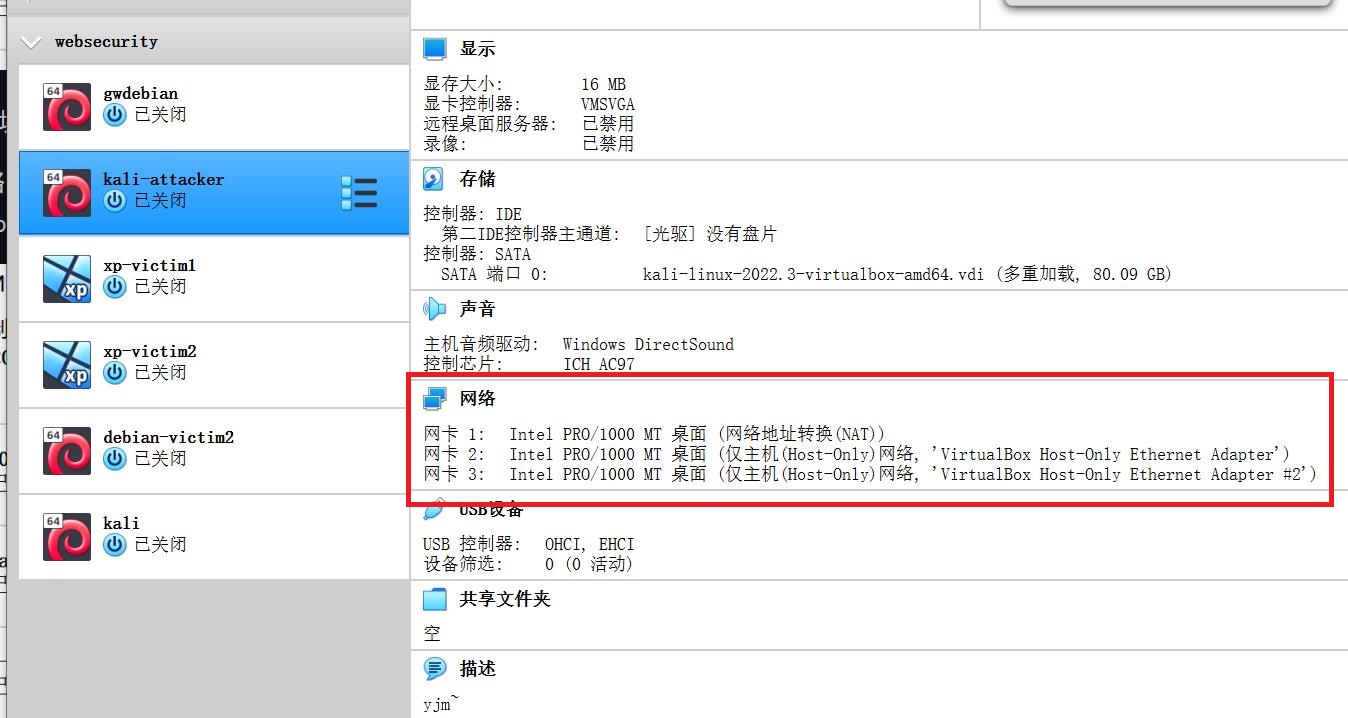 websecurity
64
gwdebian
已关闭
64
kali-attacker
已关闭
xp
xp-victim1
已关闭
xp
xp-victim2
已关闭
64
debian-victim2
已关闭
64
kali
已关闭
显示
显存大小: 16 MB
显卡控制器: VMSVGA
远程桌面服务器: 已禁用
录像: 已禁用
存储
控制器: IDE
第二IDE控制器主通道: [光驱] 没有盘片
控制器: SATA
SATA 端口 0: kali-linux-2022.3-virtualbox-amd64.vdi (多重加载, 80.09 GB)
声音
主机音频驱动: Windows DirectSound
控制芯片: ICH AC97
网络
网卡 1: Intel PRO/1000 MT 桌面 (网络地址转换(NAT))
网卡 2: Intel PRO/1000 MT 桌面 (仅主机(Host-Only)网络, 'VirtualBox Host-Only Ethernet Adapter')
网卡 3: Intel PRO/1000 MT 桌面 (仅主机(Host-Only)网络, 'VirtualBox Host-Only Ethernet Adapter #2')
USB设备
USB 控制器: OHCI, EHCI
设备筛选: 0 (0 活动)
共享文件夹
空
描述
yjm~